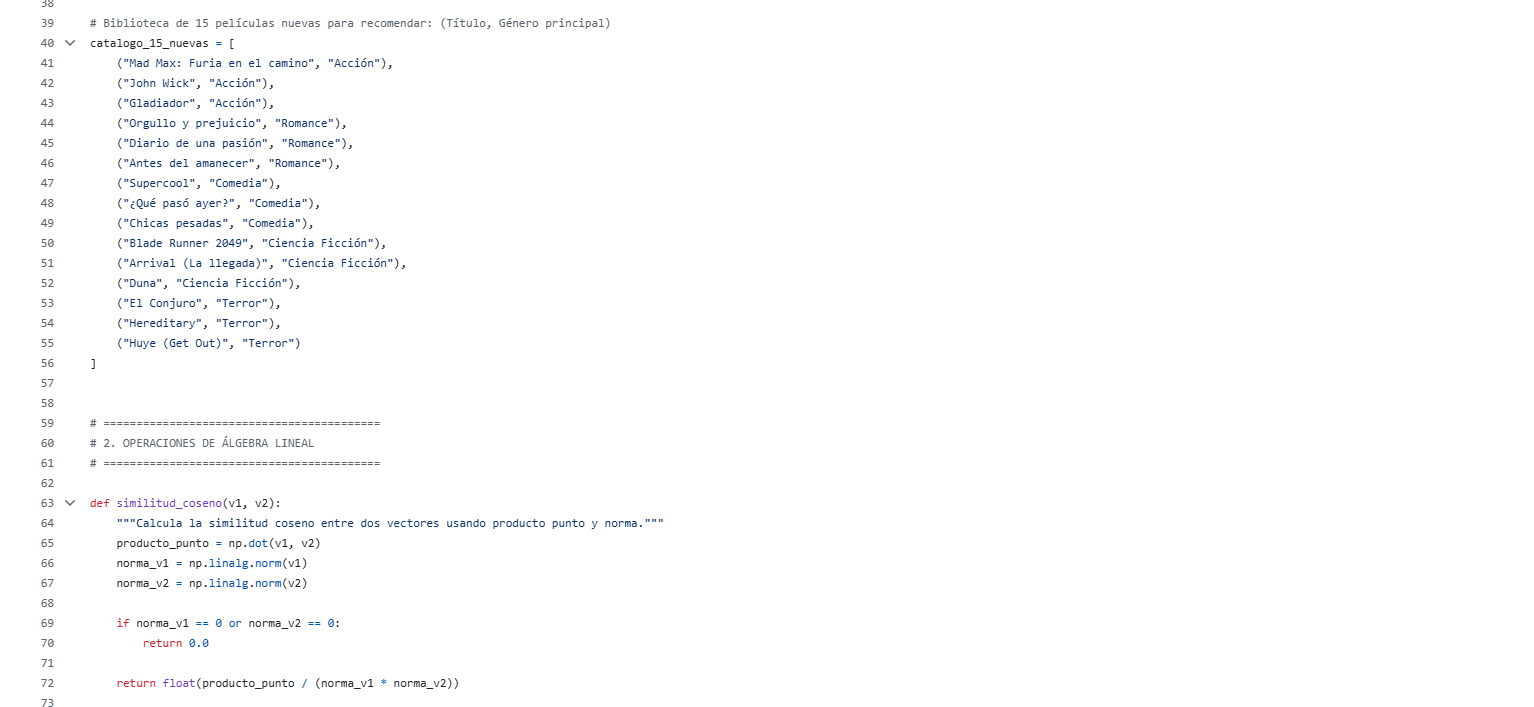 38
39 # Biblioteca de 15 películas nuevas para recomendar: (Título, Género principal)
40 catalogo_15_nuevas = [
41     ("Mad Max: Furia en el camino", "Acción"),
42     ("John Wick", "Acción"),
43     ("Gladiador", "Acción"),
44     ("Orgullo y prejuicio", "Romance"),
45     ("Diario de una pasión", "Romance"),
46     ("Antes del amanecer", "Romance"),
47     ("Supercool", "Comedia"),
48     ("¿Qué pasó ayer?", "Comedia"),
49     ("Chicas pesadas", "Comedia"),
50     ("Blade Runner 2049", "Ciencia Ficción"),
51     ("Arrival (La llegada)", "Ciencia Ficción"),
52     ("Duna", "Ciencia Ficción"),
53     ("El Conjuro", "Terror"),
54     ("Hereditary", "Terror"),
55     ("Huye (Get Out)", "Terror")
56 ]
57
58
59 # ==========================================
60 # 2. OPERACIONES DE ÁLGEBRA LINEAL
61 # ==========================================
62
63 def similitud_coseno(v1, v2):
64     """Calcula la similitud coseno entre dos vectores usando producto punto y norma."""
65     producto_punto = np.dot(v1, v2)
66     norma_v1 = np.linalg.norm(v1)
67     norma_v2 = np.linalg.norm(v2)
68
69     if norma_v1 == 0 or norma_v2 == 0:
70         return 0.0
71
72     return float(producto_punto / (norma_v1 * norma_v2))
73